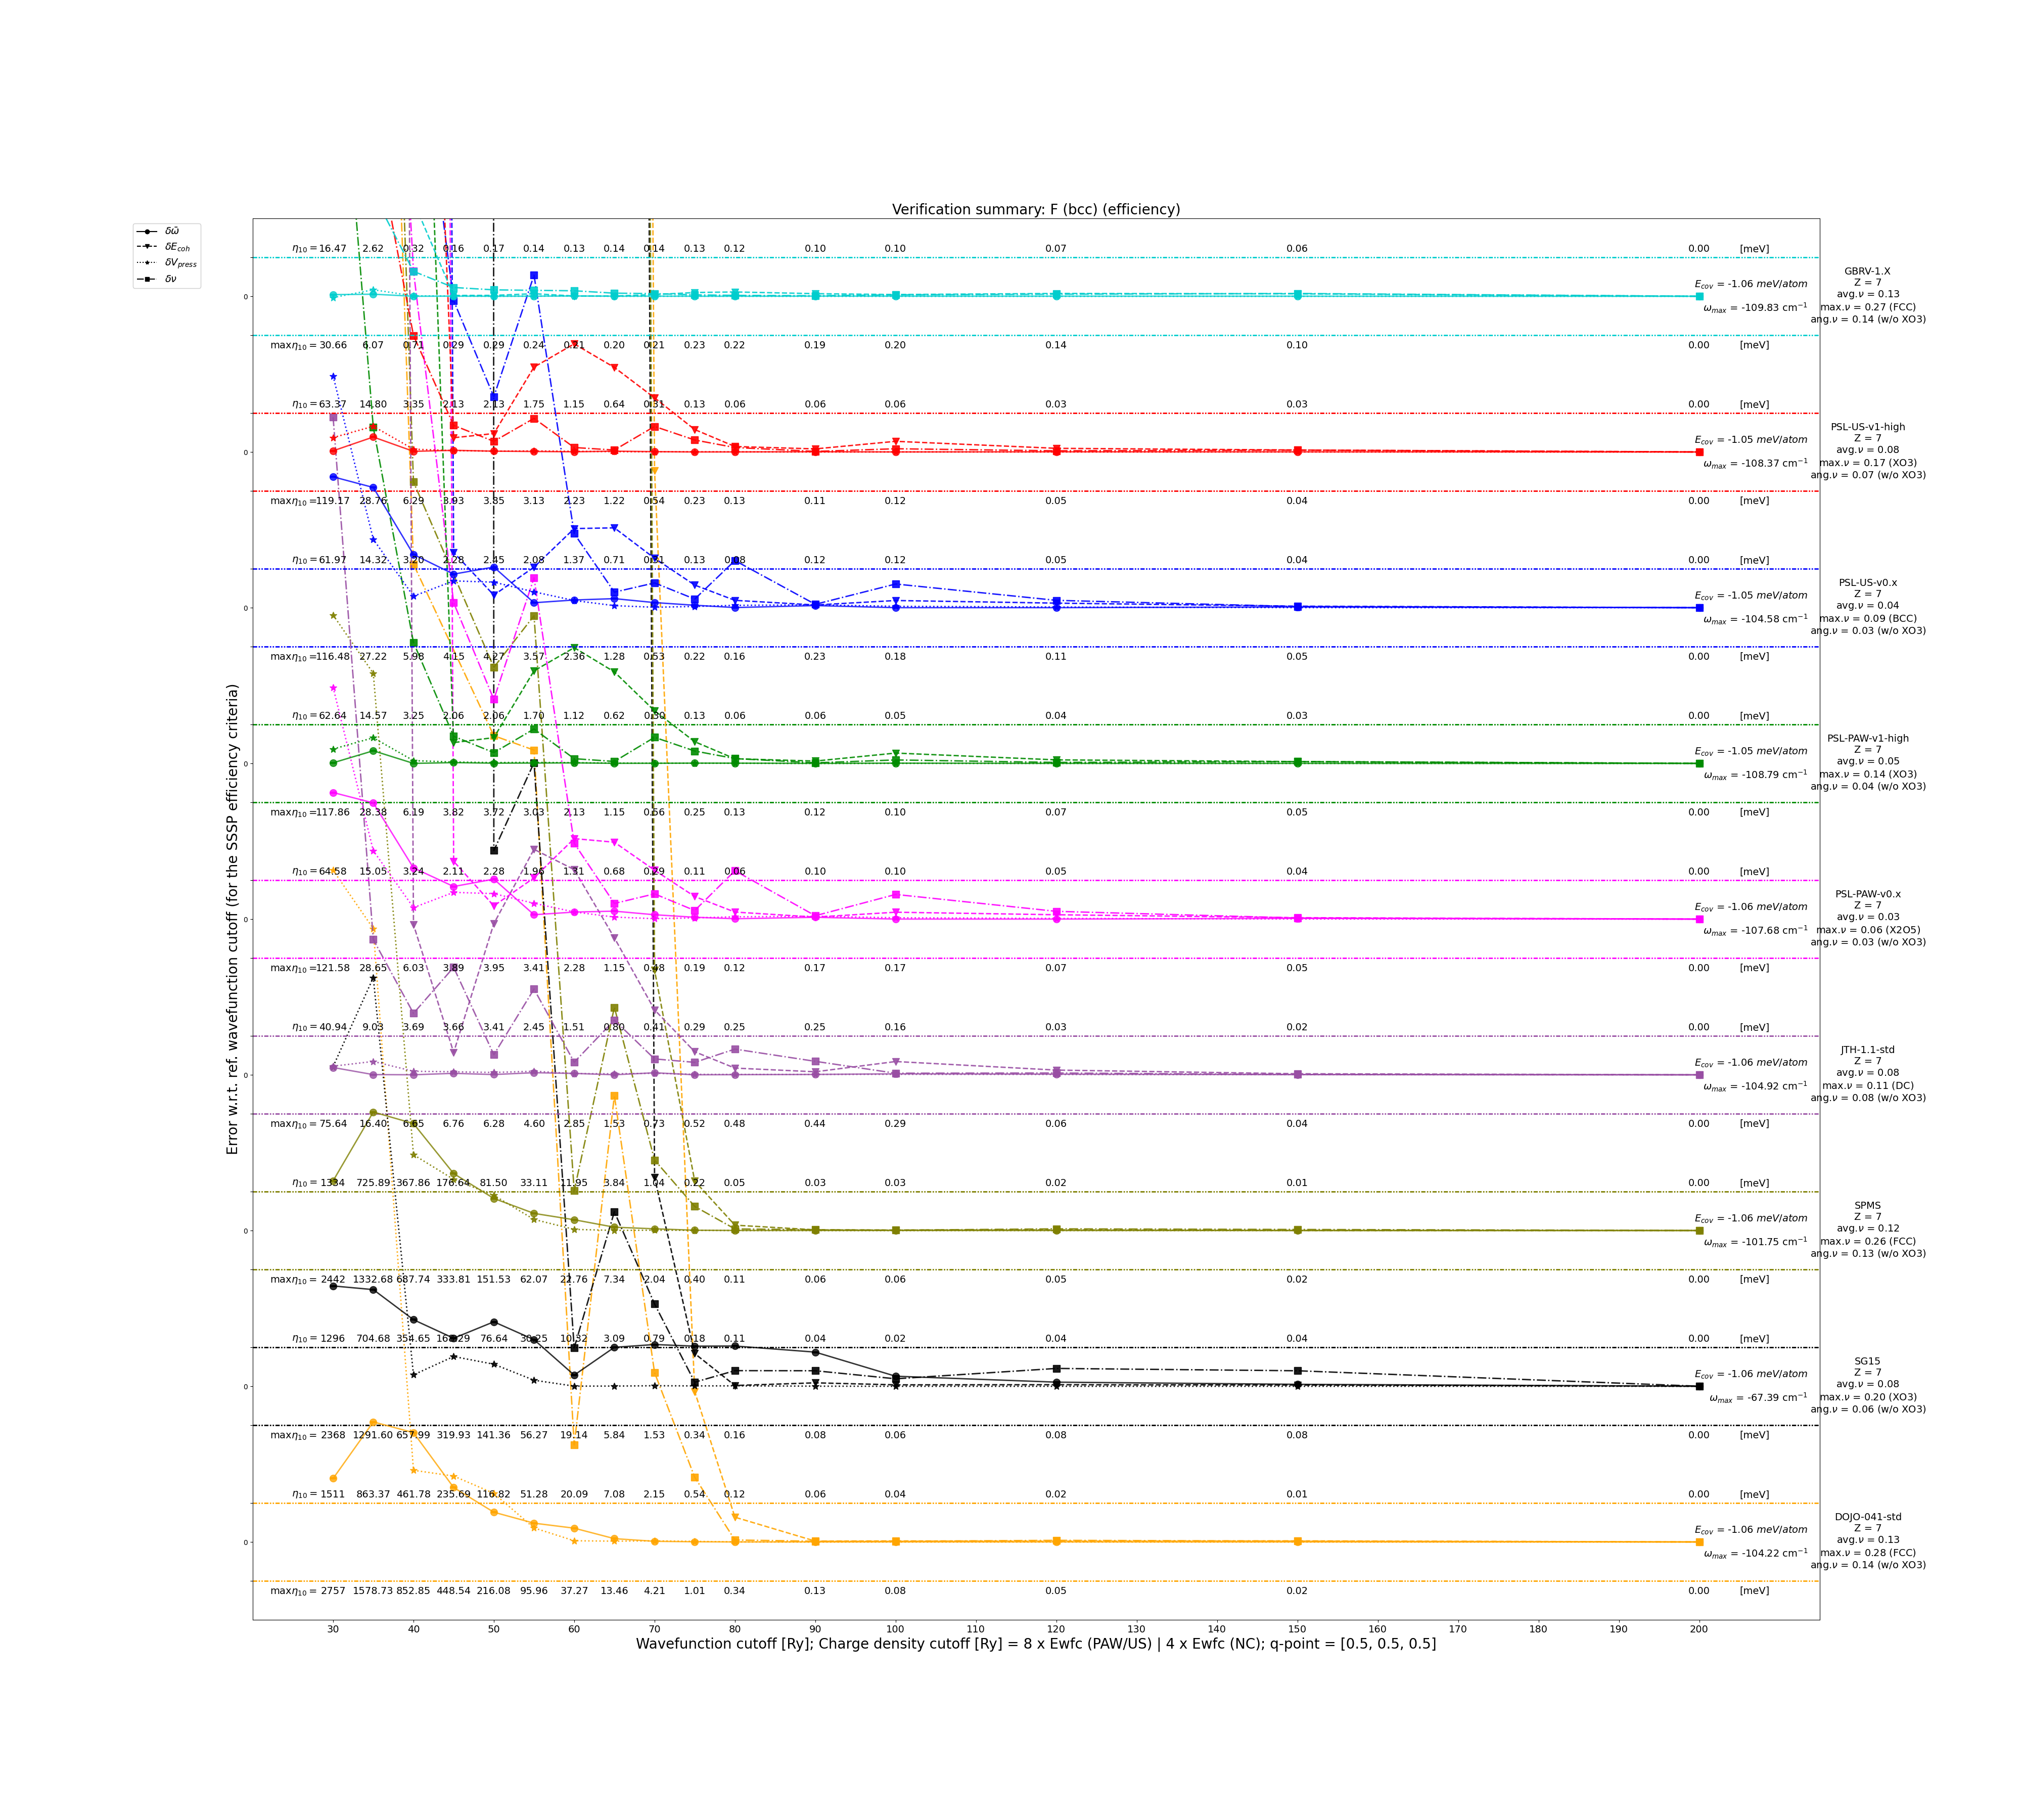 Verification summary: F (bcc) (efficiency)
δω̄
δE_coh
δV_press
δν
Error w.r.t. ref. wavefunction cutoff (for the SSSP efficiency criteria)
η₁₀ = 16.47 2.62 0.32 0.16 0.17 0.14 0.13 0.14 0.14 0.13 0.12 0.10 0.10 0.07 0.06 0.00 [meV]
0
E_cov = -1.06 meV/atom
ω_max = -109.83 cm⁻¹
GBRV-1.X
Z = 7
avg.ν = 0.13
max.ν = 0.27 (FCC)
ang.ν = 0.14 (w/o XO3)
maxη₁₀ = 30.66 6.07 0.71 0.29 0.29 0.24 0.21 0.20 0.21 0.23 0.22 0.19 0.20 0.14 0.10 0.00 [meV]
η₁₀ = 63.37 14.80 3.35 2.13 2.13 1.75 1.15 0.64 0.31 0.13 0.06 0.06 0.06 0.03 0.03 0.00 [meV]
0
E_cov = -1.05 meV/atom
ω_max = -108.37 cm⁻¹
PSL-US-v1-high
Z = 7
avg.ν = 0.08
max.ν = 0.17 (XO3)
ang.ν = 0.07 (w/o XO3)
maxη₁₀ = 119.17 28.76 6.29 3.93 3.85 3.13 2.23 1.22 0.54 0.23 0.13 0.11 0.12 0.05 0.04 0.00 [meV]
η₁₀ = 61.97 14.32 3.20 2.28 2.45 2.08 1.37 0.71 0.31 0.13 0.08 0.12 0.12 0.05 0.04 0.00 [meV]
0
E_cov = -1.05 meV/atom
ω_max = -104.58 cm⁻¹
PSL-US-v0.x
Z = 7
avg.ν = 0.04
max.ν = 0.09 (BCC)
ang.ν = 0.03 (w/o XO3)
maxη₁₀ = 116.48 27.22 5.98 4.15 4.27 3.57 2.36 1.28 0.53 0.22 0.16 0.23 0.18 0.11 0.05 0.00 [meV]
η₁₀ = 62.64 14.57 3.25 2.06 2.06 1.70 1.12 0.62 0.30 0.13 0.06 0.06 0.05 0.04 0.03 0.00 [meV]
0
E_cov = -1.05 meV/atom
ω_max = -108.79 cm⁻¹
PSL-PAW-v1-high
Z = 7
avg.ν = 0.05
max.ν = 0.14 (XO3)
ang.ν = 0.04 (w/o XO3)
maxη₁₀ = 117.86 28.38 6.19 3.82 3.72 3.03 2.13 1.15 0.56 0.25 0.13 0.12 0.10 0.07 0.05 0.00 [meV]
η₁₀ = 64.58 15.05 3.24 2.11 2.28 1.96 1.31 0.68 0.29 0.11 0.06 0.10 0.10 0.05 0.04 0.00 [meV]
0
E_cov = -1.06 meV/atom
ω_max = -107.68 cm⁻¹
PSL-PAW-v0.x
Z = 7
avg.ν = 0.03
max.ν = 0.06 (X2O5)
ang.ν = 0.03 (w/o XO3)
maxη₁₀ = 121.58 28.65 6.03 3.89 3.95 3.41 2.28 1.15 0.48 0.19 0.12 0.17 0.17 0.07 0.05 0.00 [meV]
η₁₀ = 40.94 9.03 3.69 3.66 3.41 2.45 1.51 0.80 0.41 0.29 0.25 0.25 0.16 0.03 0.02 0.00 [meV]
0
E_cov = -1.06 meV/atom
ω_max = -104.92 cm⁻¹
JTH-1.1-std
Z = 7
avg.ν = 0.08
max.ν = 0.11 (DC)
ang.ν = 0.08 (w/o XO3)
maxη₁₀ = 75.64 16.40 6.65 6.76 6.28 4.60 2.85 1.53 0.73 0.52 0.48 0.44 0.29 0.06 0.04 0.00 [meV]
η₁₀ = 1334 725.89 367.86 176.64 81.50 33.11 11.95 3.84 1.04 0.22 0.05 0.03 0.03 0.02 0.01 0.00 [meV]
0
E_cov = -1.06 meV/atom
ω_max = -101.75 cm⁻¹
SPMS
Z = 7
avg.ν = 0.12
max.ν = 0.26 (FCC)
ang.ν = 0.13 (w/o XO3)
maxη₁₀ = 2442 1332.68 687.74 333.81 151.53 62.07 22.76 7.34 2.04 0.40 0.11 0.06 0.06 0.05 0.02 0.00 [meV]
η₁₀ = 1296 704.68 354.65 76.64 30.25 10.32 3.09 0.79 0.18 0.11 0.04 0.02 0.04 0.04 0.00 [meV]
0
E_cov = -1.06 meV/atom
ω_max = -67.39 cm⁻¹
SG15
Z = 7
avg.ν = 0.08
max.ν = 0.20 (XO3)
ang.ν = 0.06 (w/o XO3)
maxη₁₀ = 2368 1291.60 657.99 319.93 141.36 56.27 19.14 5.84 1.53 0.34 0.16 0.08 0.06 0.08 0.08 0.00 [meV]
η₁₀ = 1511 863.37 461.78 235.69 116.82 51.28 20.09 7.08 2.15 0.54 0.12 0.06 0.04 0.02 0.01 0.00 [meV]
0
E_cov = -1.06 meV/atom
ω_max = -104.22 cm⁻¹
DOJO-041-std
Z = 7
avg.ν = 0.13
max.ν = 0.28 (FCC)
ang.ν = 0.14 (w/o XO3)
maxη₁₀ = 2757 1578.73 852.85 448.54 216.08 95.96 37.27 13.46 4.21 1.01 0.34 0.13 0.08 0.05 0.02 0.00 [meV]
30 40 50 60 70 80 90 100 110 120 130 140 150 160 170 180 190 200
Wavefunction cutoff [Ry]; Charge density cutoff [Ry] = 8 x Ewfc (PAW/US) | 4 x Ewfc (NC); q-point = [0.5, 0.5, 0.5]